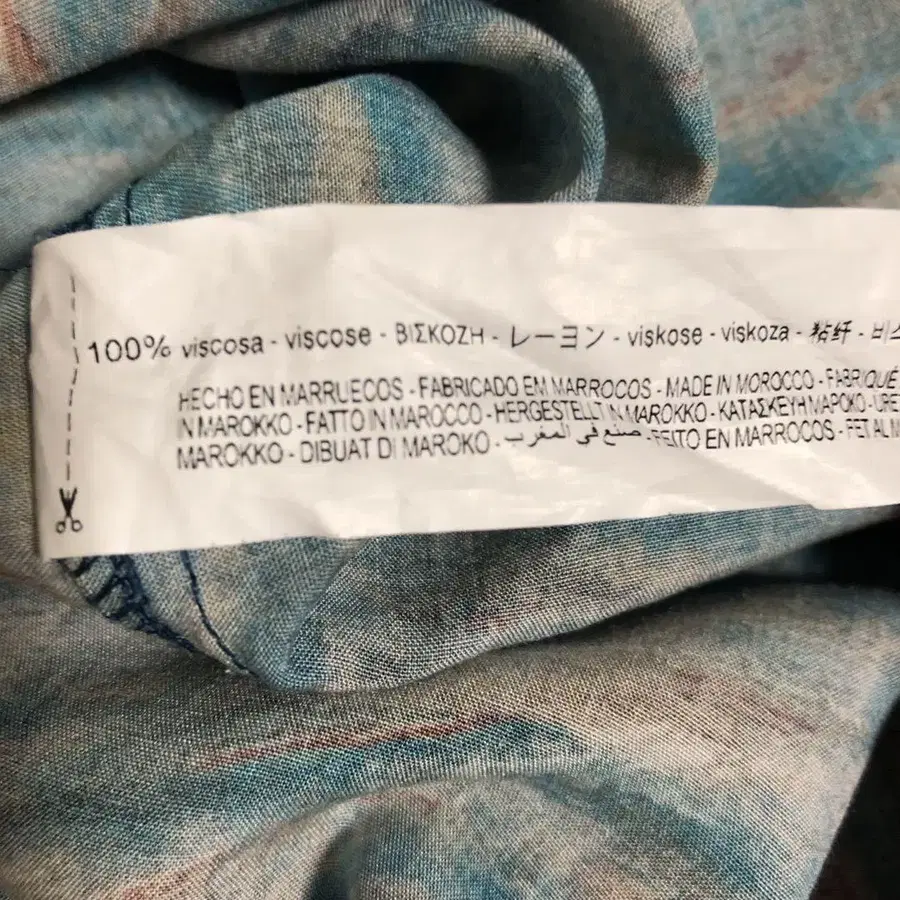 100% viscosa - viscose - ΒΙΣΚΟΖΗ - レーヨン - viskose - viskoza - 粘纤 -
HECHO EN MARRUECOS - FABRICADO EM MARROCOS - MADE IN MOROCCO - FABRIQUÉ
IN MAROKKO - FATTO IN MAROCCO - HERGESTELLT IN MAROKKO - ΚΑΤΑΣΚΕΥΗ ΜΑΡΟΚΟ -
MAROKKO - DIBUAT DI MAROKO - صنع في المغرب - FEITO EN MARROCOS - FET AL